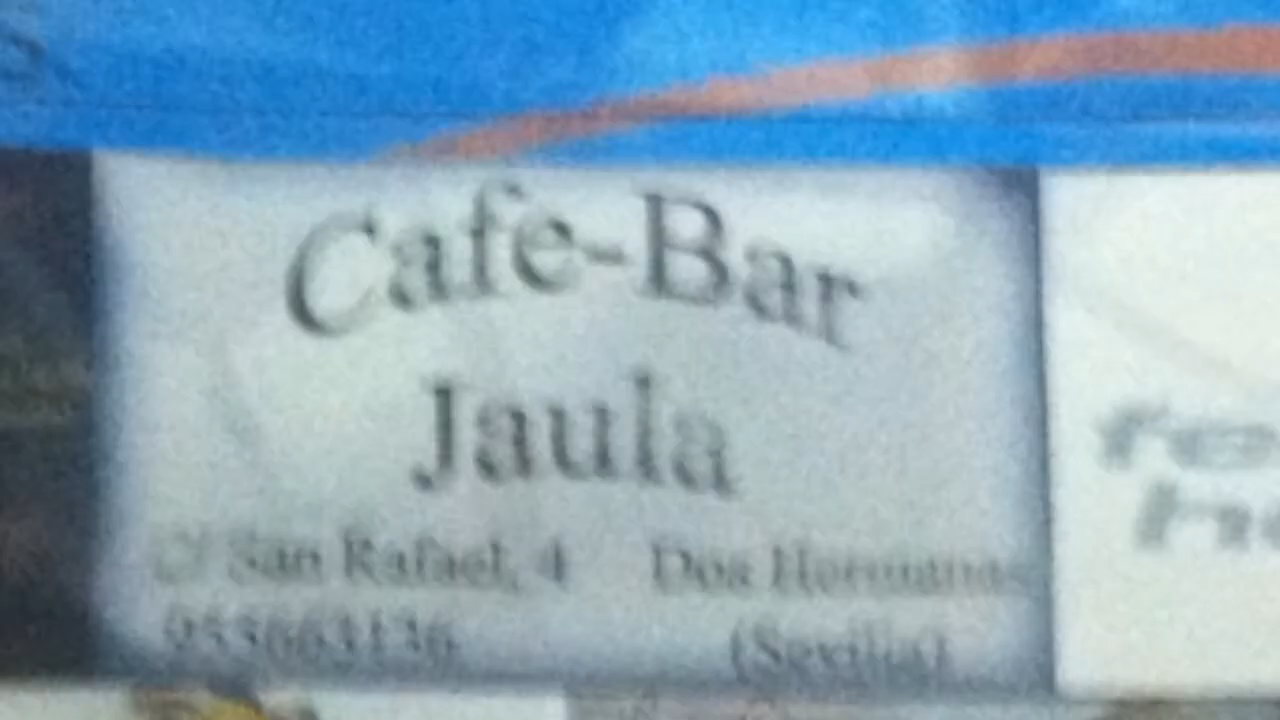 Cafe-Bar
Jaula
C/ San Rafael, 4 Dos Hermanas
(Sevilla)